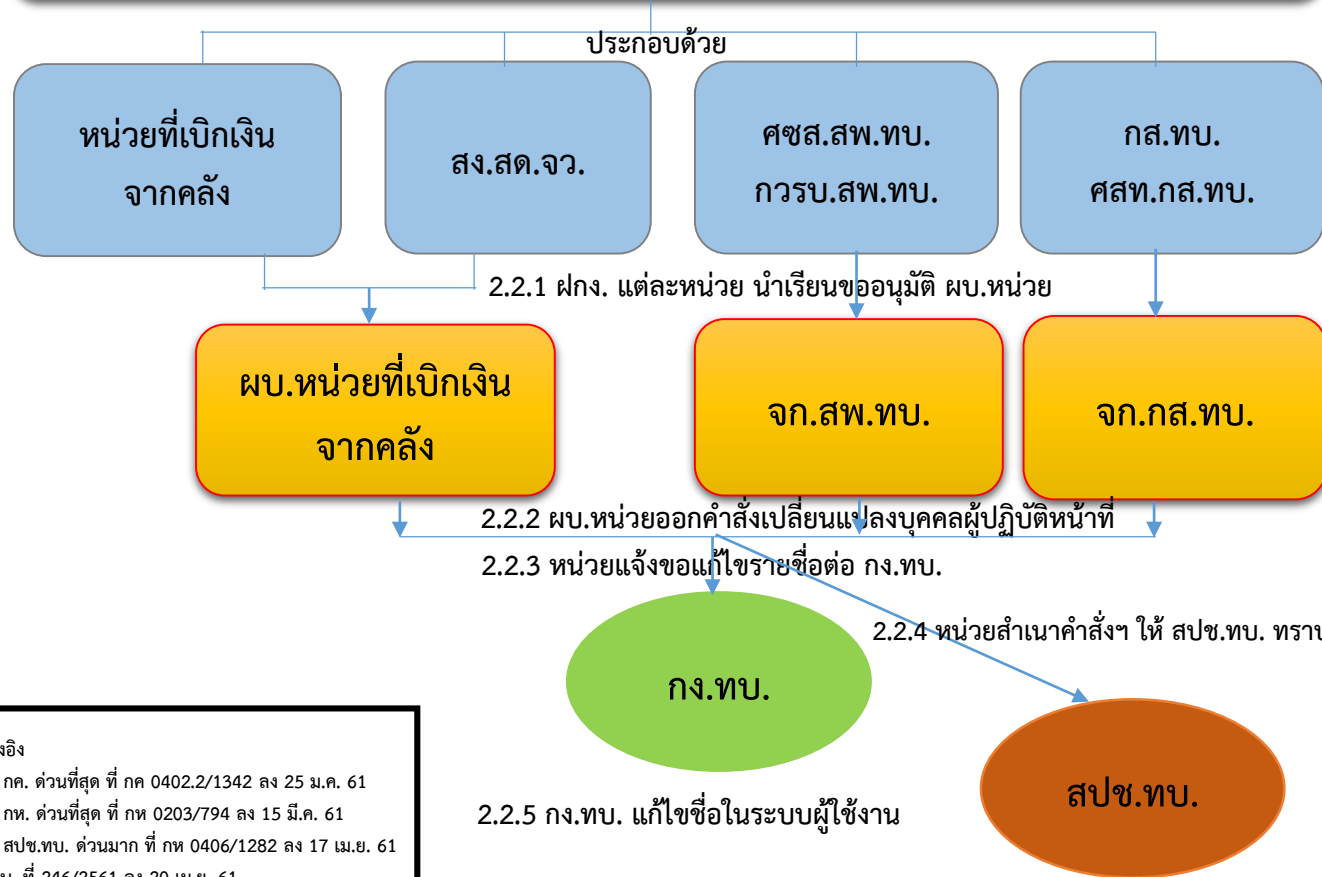 ประกอบด้วย
หน่วยที่เบิกเงิน
จากคลัง
สง.สด.จว.
ศซส.สพ.ทบ.
กวรบ.สพ.ทบ.
กส.ทบ.
ศสท.กส.ทบ.
2.2.1 ฝกง. แต่ละหน่วย นำเรียนขออนุมัติ ผบ.หน่วย
ผบ.หน่วยที่เบิกเงิน
จากคลัง
จก.สพ.ทบ.
จก.กส.ทบ.
2.2.2 ผบ.หน่วยออกคำสั่งเปลี่ยนแปลงบุคคลผู้ปฏิบัติหน้าที่
2.2.3 หน่วยแจ้งขอแก้ไขรายชื่อต่อ กง.ทบ.
2.2.4 หน่วยสำเนาคำสั่งฯ ให้ สปช.ทบ. ทราบ
กง.ทบ.
สปช.ทบ.
2.2.5 กง.ทบ. แก้ไขชื่อในระบบผู้ใช้งาน
งอิง
กค. ด่วนที่สุด ที่ กค 0402.2/1342 ลง 25 ม.ค. 61
กห. ด่วนที่สุด ที่ กห 0203/794 ลง 15 มี.ค. 61
สปช.ทบ. ด่วนมาก ที่ กห 0406/1282 ลง 17 เม.ย. 61
ที่ 246/2561 ลง 20 เม.ย. 61